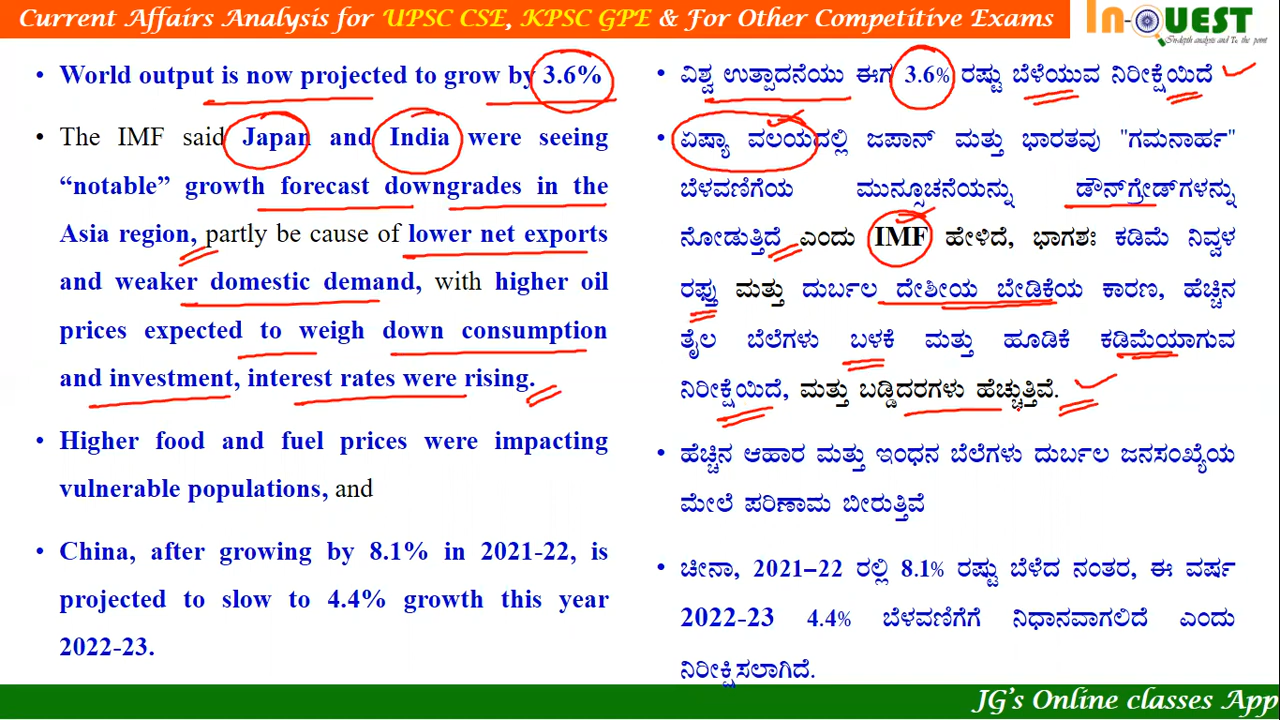 Current Affairs Analysis for UPSC CSE, KPSC GPE & For Other Competitive Exams
In-QUEST
In-depth analysis and To the point
• World output is now projected to grow by 3.6%
• The IMF said Japan and India were seeing
“notable” growth forecast downgrades in the
Asia region, partly be cause of lower net exports
and weaker domestic demand, with higher oil
prices expected to weigh down consumption
and investment, interest rates were rising.
• Higher food and fuel prices were impacting
vulnerable populations, and
• China, after growing by 8.1% in 2021-22, is
projected to slow to 4.4% growth this year
2022-23.
• ವಿಶ್ವ ಉತ್ಪಾದನೆಯು ಈಗ 3.6% ರಷ್ಟು ಬೆಳೆಯುವ ನಿರೀಕ್ಷೆಯಿದೆ
• ಏಷ್ಯಾ ವಲಯದಲ್ಲಿ ಜಪಾನ್ ಮತ್ತು ಭಾರತವು "ಗಮನಾರ್ಹ"
ಬೆಳವಣಿಗೆಯ ಮುನ್ಸೂಚನೆಯನ್ನು ಡೌನ್‌ಗ್ರೇಡ್‌ಗಳನ್ನು
ನೋಡುತ್ತಿದೆ ಎಂದು IMF ಹೇಳಿದೆ, ಭಾಗಶಃ ಕಡಿಮೆ ನಿವ್ವಳ
ರಫ್ತು ಮತ್ತು ದುರ್ಬಲ ದೇಶೀಯ ಬೇಡಿಕೆಯ ಕಾರಣ, ಹೆಚ್ಚಿನ
ತೈಲ ಬೆಲೆಗಳು ಬಳಕೆ ಮತ್ತು ಹೂಡಿಕೆ ಕಡಿಮೆಯಾಗುವ
ನಿರೀಕ್ಷೆಯಿದೆ, ಮತ್ತು ಬಡ್ಡಿದರಗಳು ಹೆಚ್ಚುತ್ತಿವೆ.
• ಹೆಚ್ಚಿನ ಆಹಾರ ಮತ್ತು ಇಂಧನ ಬೆಲೆಗಳು ದುರ್ಬಲ ಜನಸಂಖ್ಯೆಯ
ಮೇಲೆ ಪರಿಣಾಮ ಬೀರುತ್ತಿವೆ
• ಚೀನಾ, 2021–22 ರಲ್ಲಿ 8.1% ರಷ್ಟು ಬೆಳೆದ ನಂತರ, ಈ ವರ್ಷ
2022-23 4.4% ಬೆಳವಣಿಗೆಗೆ ನಿಧಾನವಾಗಲಿದೆ ಎಂದು
ನಿರೀಕ್ಷಿಸಲಾಗಿದೆ.
JG's Online classes App